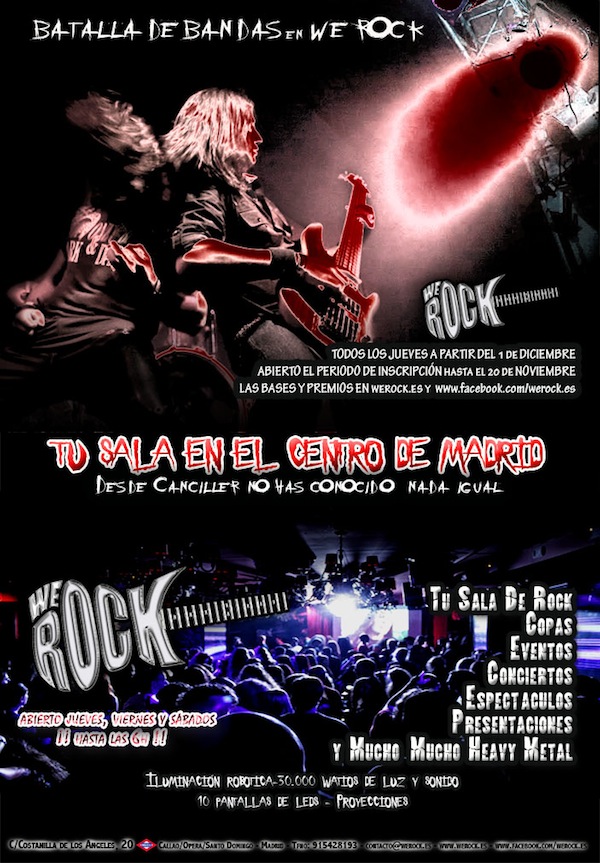 BATALLA DE BANDAS EN WE ROCK
WE
ROCK
TODOS LOS JUEVES A PARTIR DEL 1 DE DICIEMBRE
ABIERTO EL PERIODO DE INSCRIPCIÓN HASTA EL 20 DE NOVIEMBRE
LAS BASES Y PREMIOS EN WEROCK.ES Y www.facebook.com/werock.es
TU SALA EN EL CENTRO DE MADRID
DESDE CANCILLER NO HAS CONOCIDO NADA IGUAL
WE
ROCK
TU SALA DE ROCK
COPAS
EVENTOS
CONCIERTOS
ESPECTACULOS
PRESENTACIONES
Y MUCHO MUCHO HEAVY METAL
ABIERTO JUEVES, VIERNES Y SÁBADOS
¡¡ HASTA LAS 6H !!
ILUMINACIÓN ROBOTICA-30.000 WATIOS DE LUZ Y SONIDO
10 PANTALLAS DE LEDS - PROYECCIONES
C/COSTANILLA DE LOS ANGELES, 20 CALLAO/OPERA/SANTO DOMINGO - MADRID - TFNO: 915428193 - CONTACTO@WEROCK.ES - WWW.WEROCK.ES - WWW.FACEBOOK.COM/WEROCK.ES